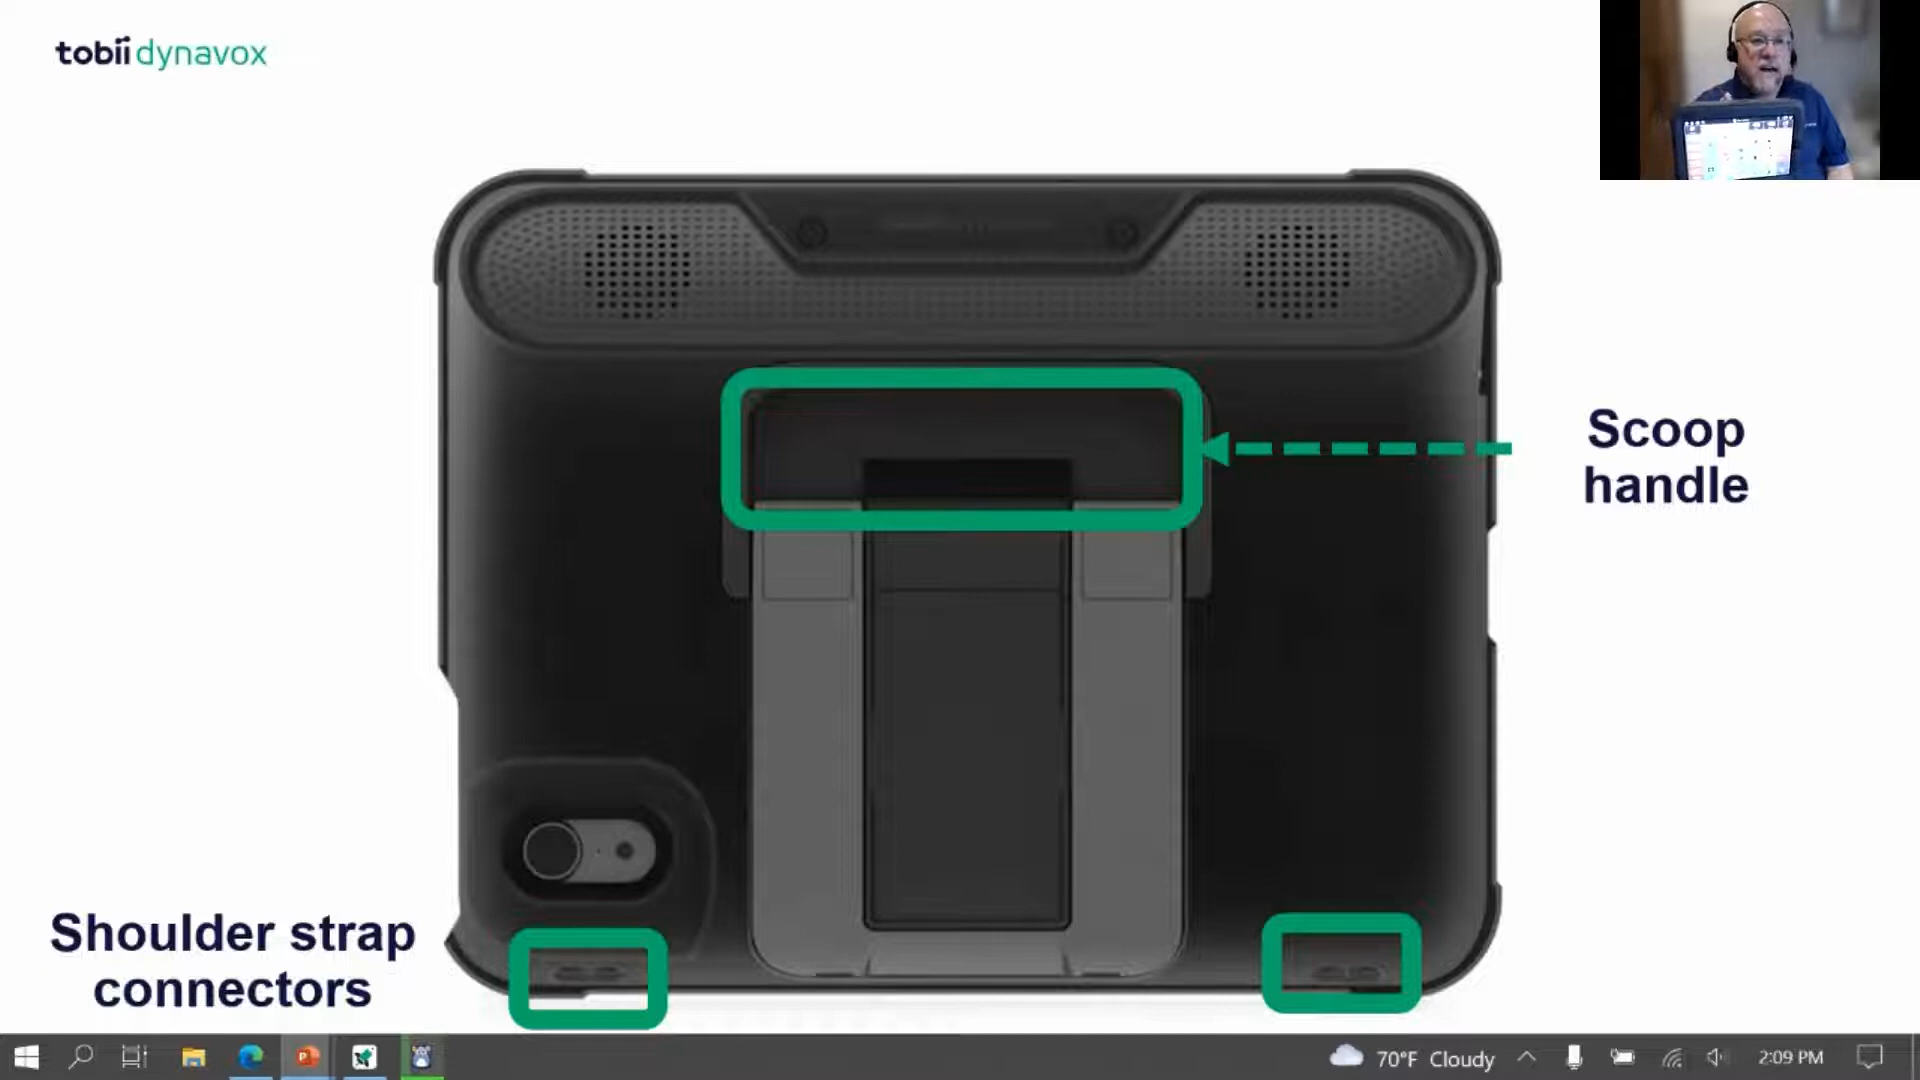 tobii dynavox
Scoop
handle
Shoulder strap
connectors
70°F Cloudy
2:09 PM